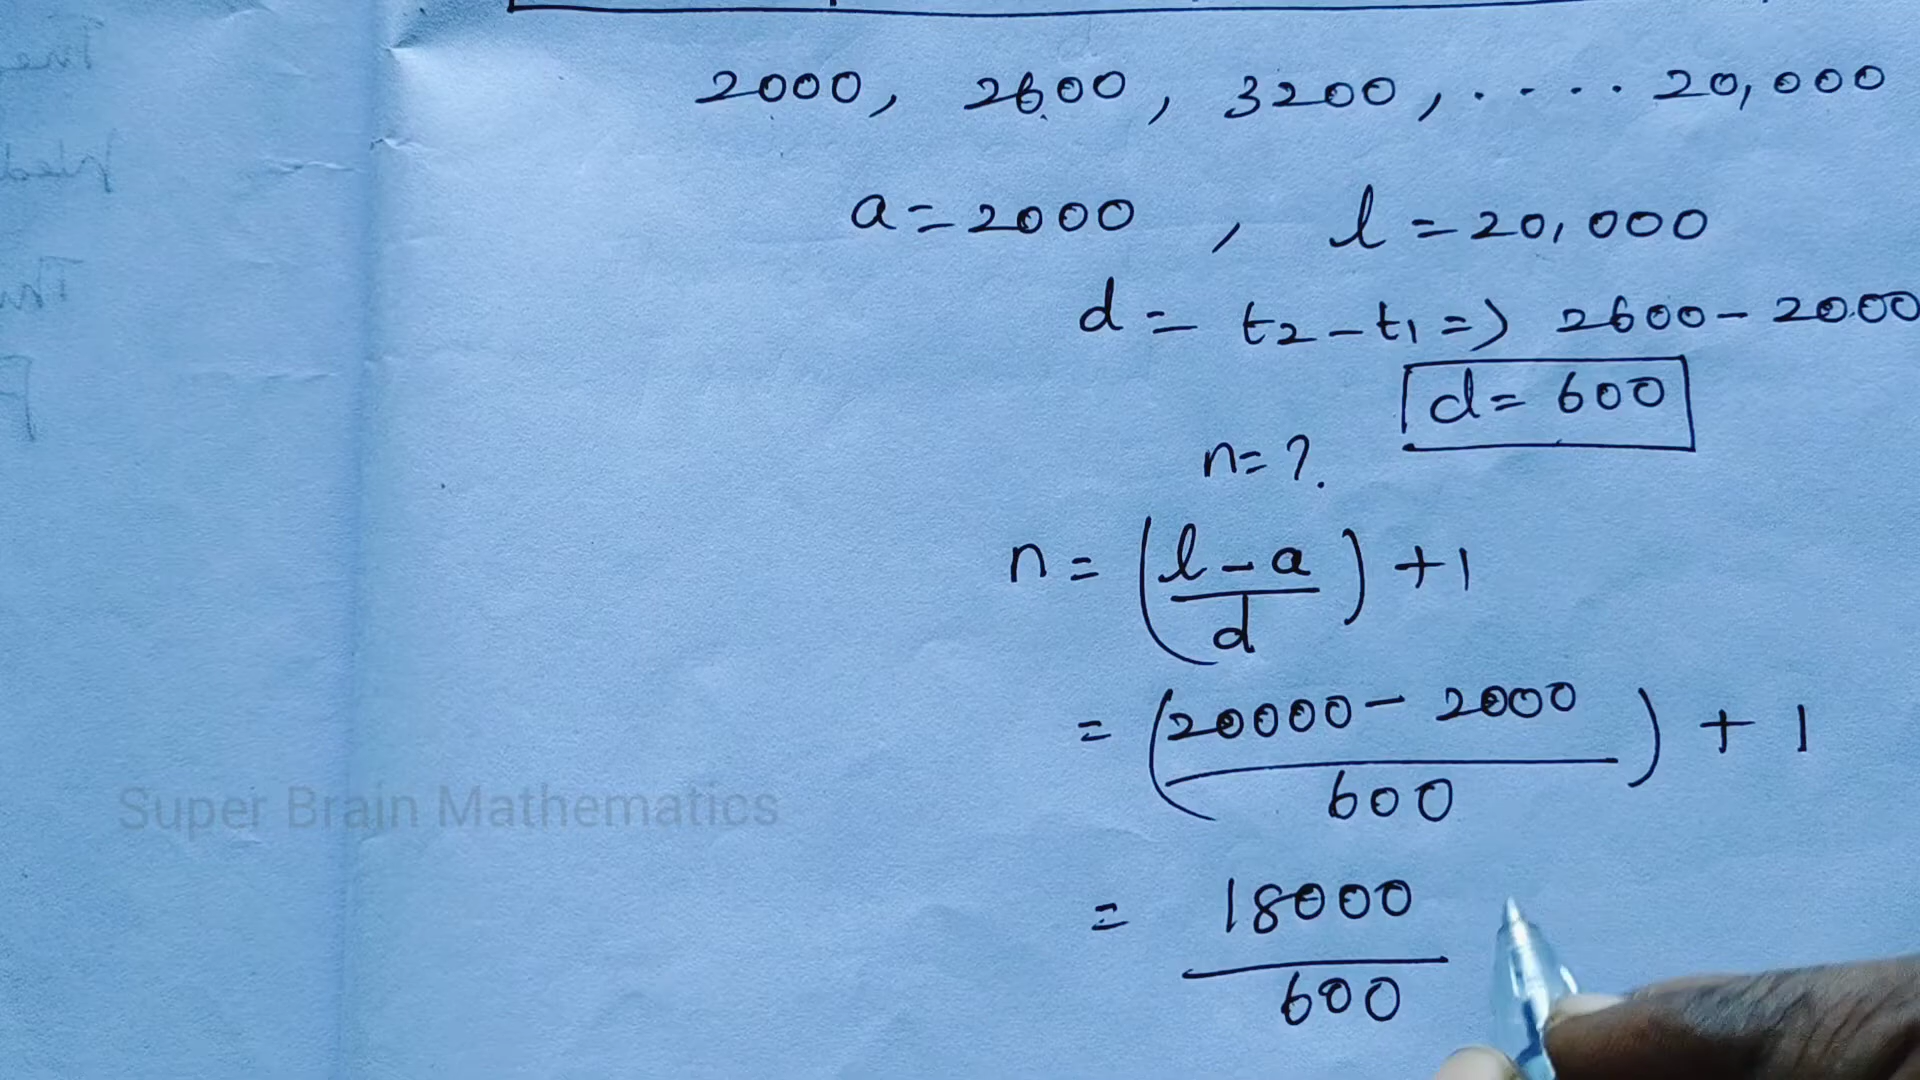 2000, 2600, 3200, ..... 20,000
a = 2000 , l = 20,000
d = t2 - t1 => 2600 - 2000
d = 600
n = ?.
n = (l - a / d) + 1
= (20000 - 2000 / 600) + 1
= 18000 / 600
Super Brain Mathematics